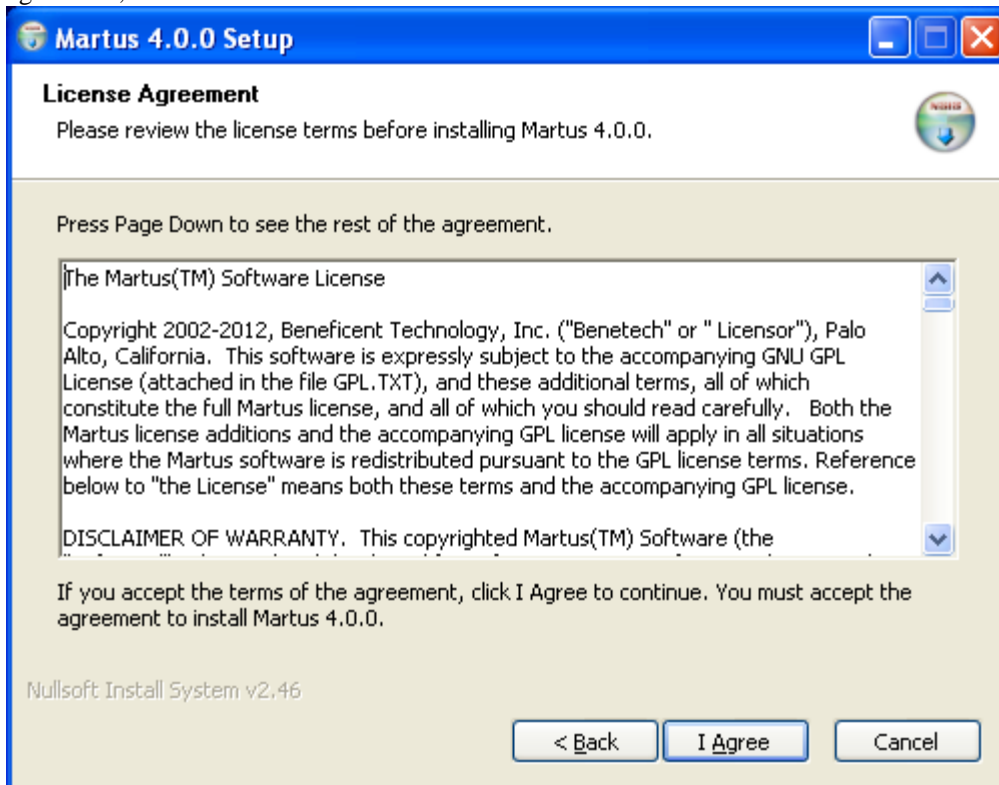 Martus 4.0.0 Setup
License Agreement
Please review the license terms before installing Martus 4.0.0.
Press Page Down to see the rest of the agreement.
The Martus(TM) Software License
Copyright 2002-2012, Beneficent Technology, Inc. ("Benetech" or " Licensor"), Palo
Alto, California.  This software is expressly subject to the accompanying GNU GPL
License (attached in the file GPL.TXT), and these additional terms, all of which
constitute the full Martus license, and all of which you should read carefully.   Both the
Martus license additions and the accompanying GPL license will apply in all situations
where the Martus software is redistributed pursuant to the GPL license terms. Reference
below to "the License" means both these terms and the accompanying GPL license.
DISCLAIMER OF WARRANTY.  This copyrighted Martus(TM) Software (the
If you accept the terms of the agreement, click I Agree to continue. You must accept the
agreement to install Martus 4.0.0.
Nullsoft Install System v2.46
< Back
I Agree
Cancel